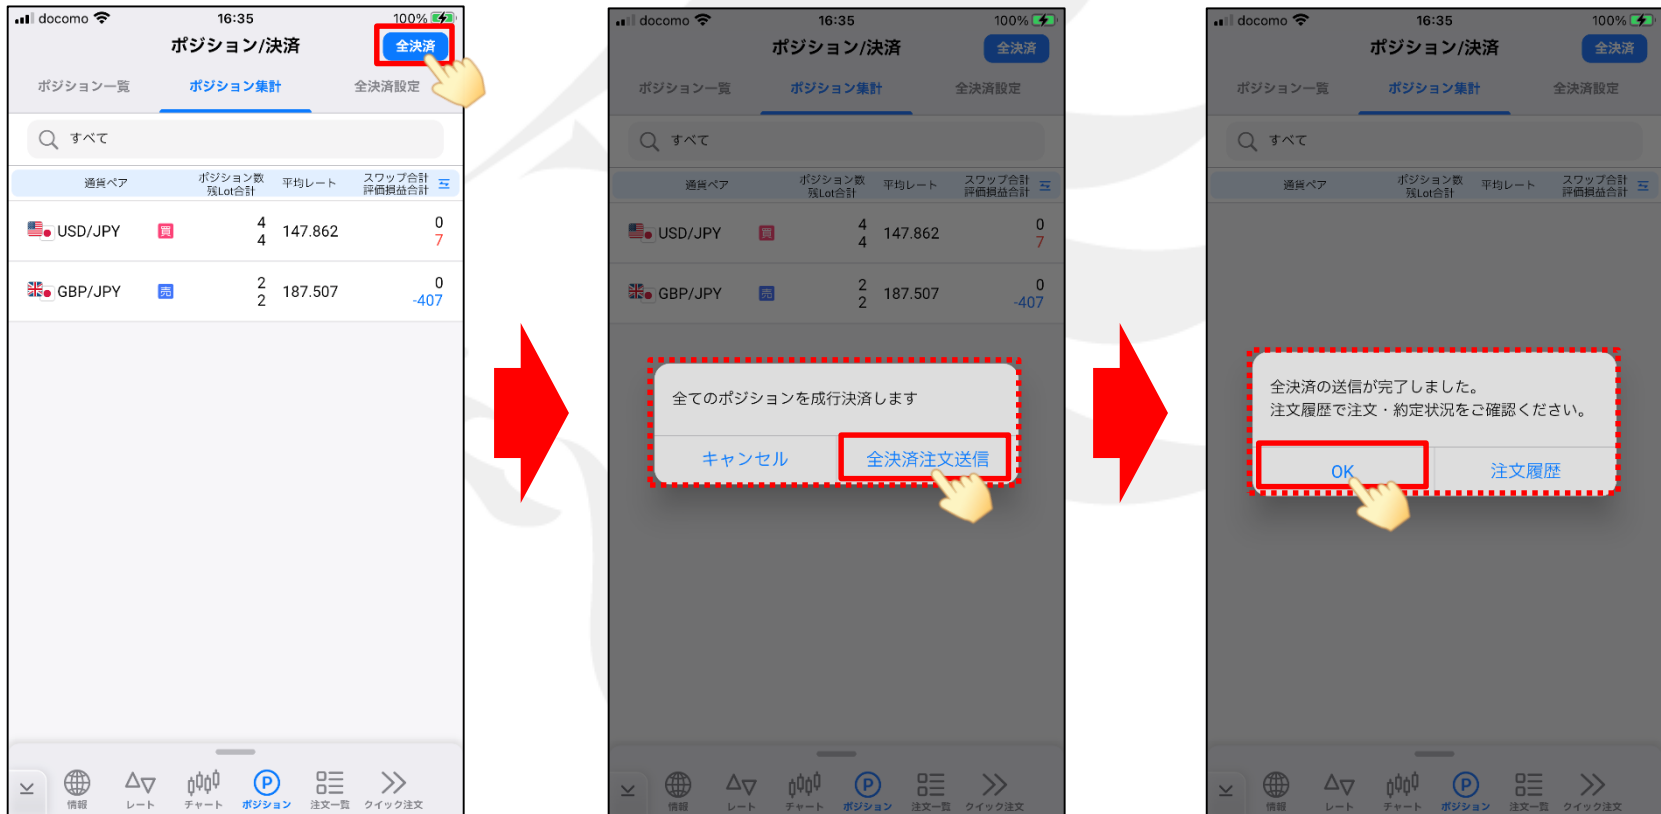 docomo 16:35 100%
ポジション/決済 全決済
ポジション一覧 ポジション集計 全決済設定
すべて
通貨ペア ポジション数 平均レート スワップ合計
残Lot合計 評価損益合計
USD/JPY 買 4 147.862 0
4 7
GBP/JPY 売 2 187.507 0
2 -407
情報 レート チャート ポジション 注文一覧 クイック注文
docomo 16:35 100%
ポジション/決済 全決済
ポジション一覧 ポジション集計 全決済設定
すべて
通貨ペア ポジション数 平均レート スワップ合計
残Lot合計 評価損益合計
USD/JPY 買 4 147.862 0
4 7
GBP/JPY 売 2 187.507 0
2 -407
全てのポジションを成行決済します
キャンセル 全決済注文送信
情報 レート チャート ポジション 注文一覧 クイック注文
docomo 16:35 100%
ポジション/決済 全決済
ポジション一覧 ポジション集計 全決済設定
すべて
通貨ペア ポジション数 平均レート スワップ合計
残Lot合計 評価損益合計
全決済の送信が完了しました。
注文履歴で注文・約定状況をご確認ください。
OK 注文履歴
情報 レート チャート ポジション 注文一覧 クイック注文